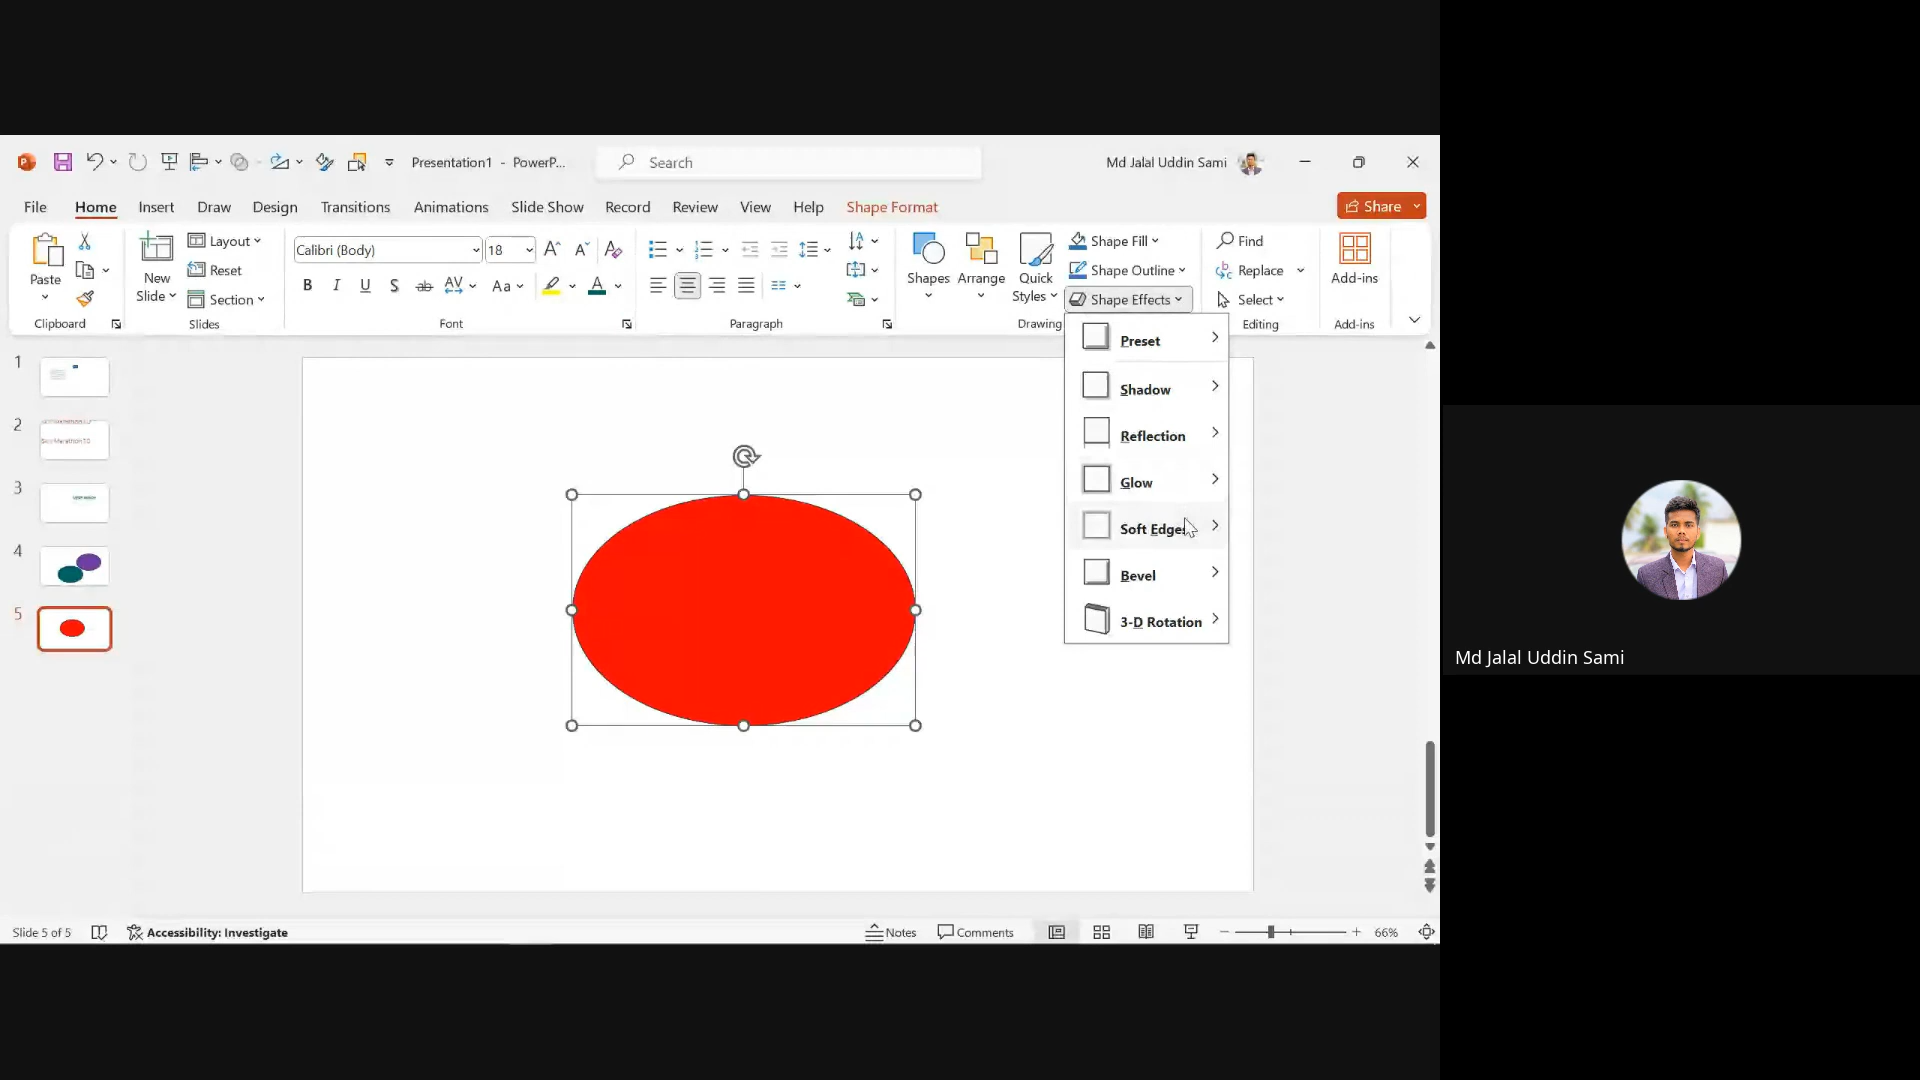 Presentation1 - PowerP...
Search
Md Jalal Uddin Sami
File Home Insert Draw Design Transitions Animations Slide Show Record Review View Help Shape Format
Share
Paste
New
Slide
Layout
Reset
Section
Calibri (Body)
18
B I U S ab AV Aa A
Shapes
Arrange
Quick
Styles
Shape Fill
Shape Outline
Shape Effects
Find
Replace
Select
Add-ins
Clipboard
Slides
Font
Paragraph
Drawing
Editing
Add-ins
Preset
Shadow
Reflection
Glow
Soft Edges
Bevel
3-D Rotation
1
2
3
4
5
Slide 5 of 5
Accessibility: Investigate
Notes
Comments
66%
Md Jalal Uddin Sami